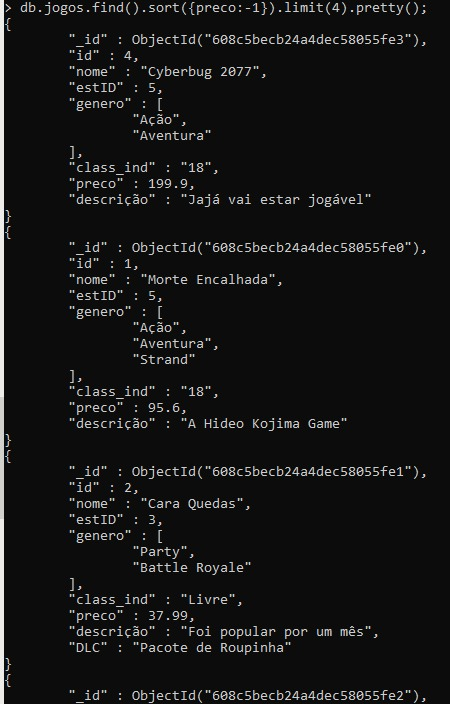 > db.jogos.find().sort({preco:-1}).limit(4).pretty();
{
"_id" : ObjectId("608c5becb24a4dec58055fe3"),
"id" : 4,
"nome" : "Cyberbug 2077",
"estID" : 5,
"genero" : [
"Ação",
"Aventura"
],
"class_ind" : "18",
"preco" : 199.9,
"descrição" : "Jajá vai estar jogável"
}
{
"_id" : ObjectId("608c5becb24a4dec58055fe0"),
"id" : 1,
"nome" : "Morte Encalhada",
"estID" : 5,
"genero" : [
"Ação",
"Aventura",
"Strand"
],
"class_ind" : "18",
"preco" : 95.6,
"descrição" : "A Hideo Kojima Game"
}
{
"_id" : ObjectId("608c5becb24a4dec58055fe1"),
"id" : 2,
"nome" : "Cara Quedas",
"estID" : 3,
"genero" : [
"Party",
"Battle Royale"
],
"class_ind" : "Livre",
"preco" : 37.99,
"descrição" : "Foi popular por um mês",
"DLC" : "Pacote de Roupinha"
}
{
"_id" : ObjectId("608c5becb24a4dec58055fe2"),